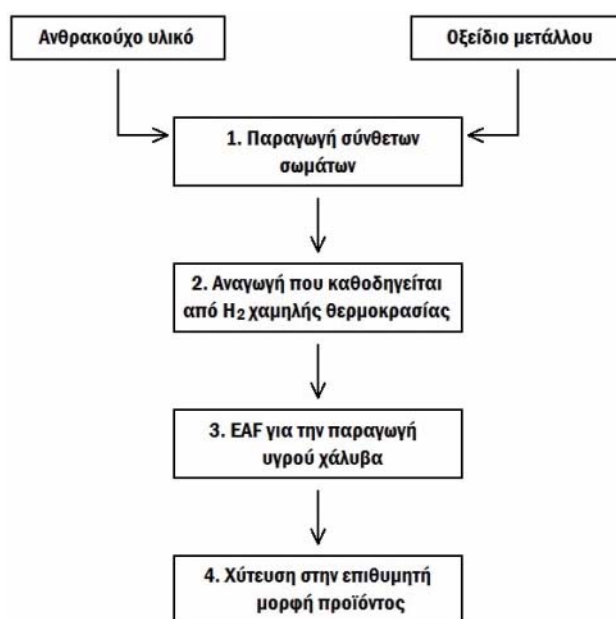 Ανθρακούχο υλικό
Οξείδιο μετάλλου
1. Παραγωγή σύνθετων
σωμάτων
2. Αναγωγή που καθοδηγείται
από H₂ χαμηλής θερμοκρασίας
3. EAF για την παραγωγή
υγρού χάλυβα
4. Χύτευση στην επιθυμητή
μορφή προϊόντος